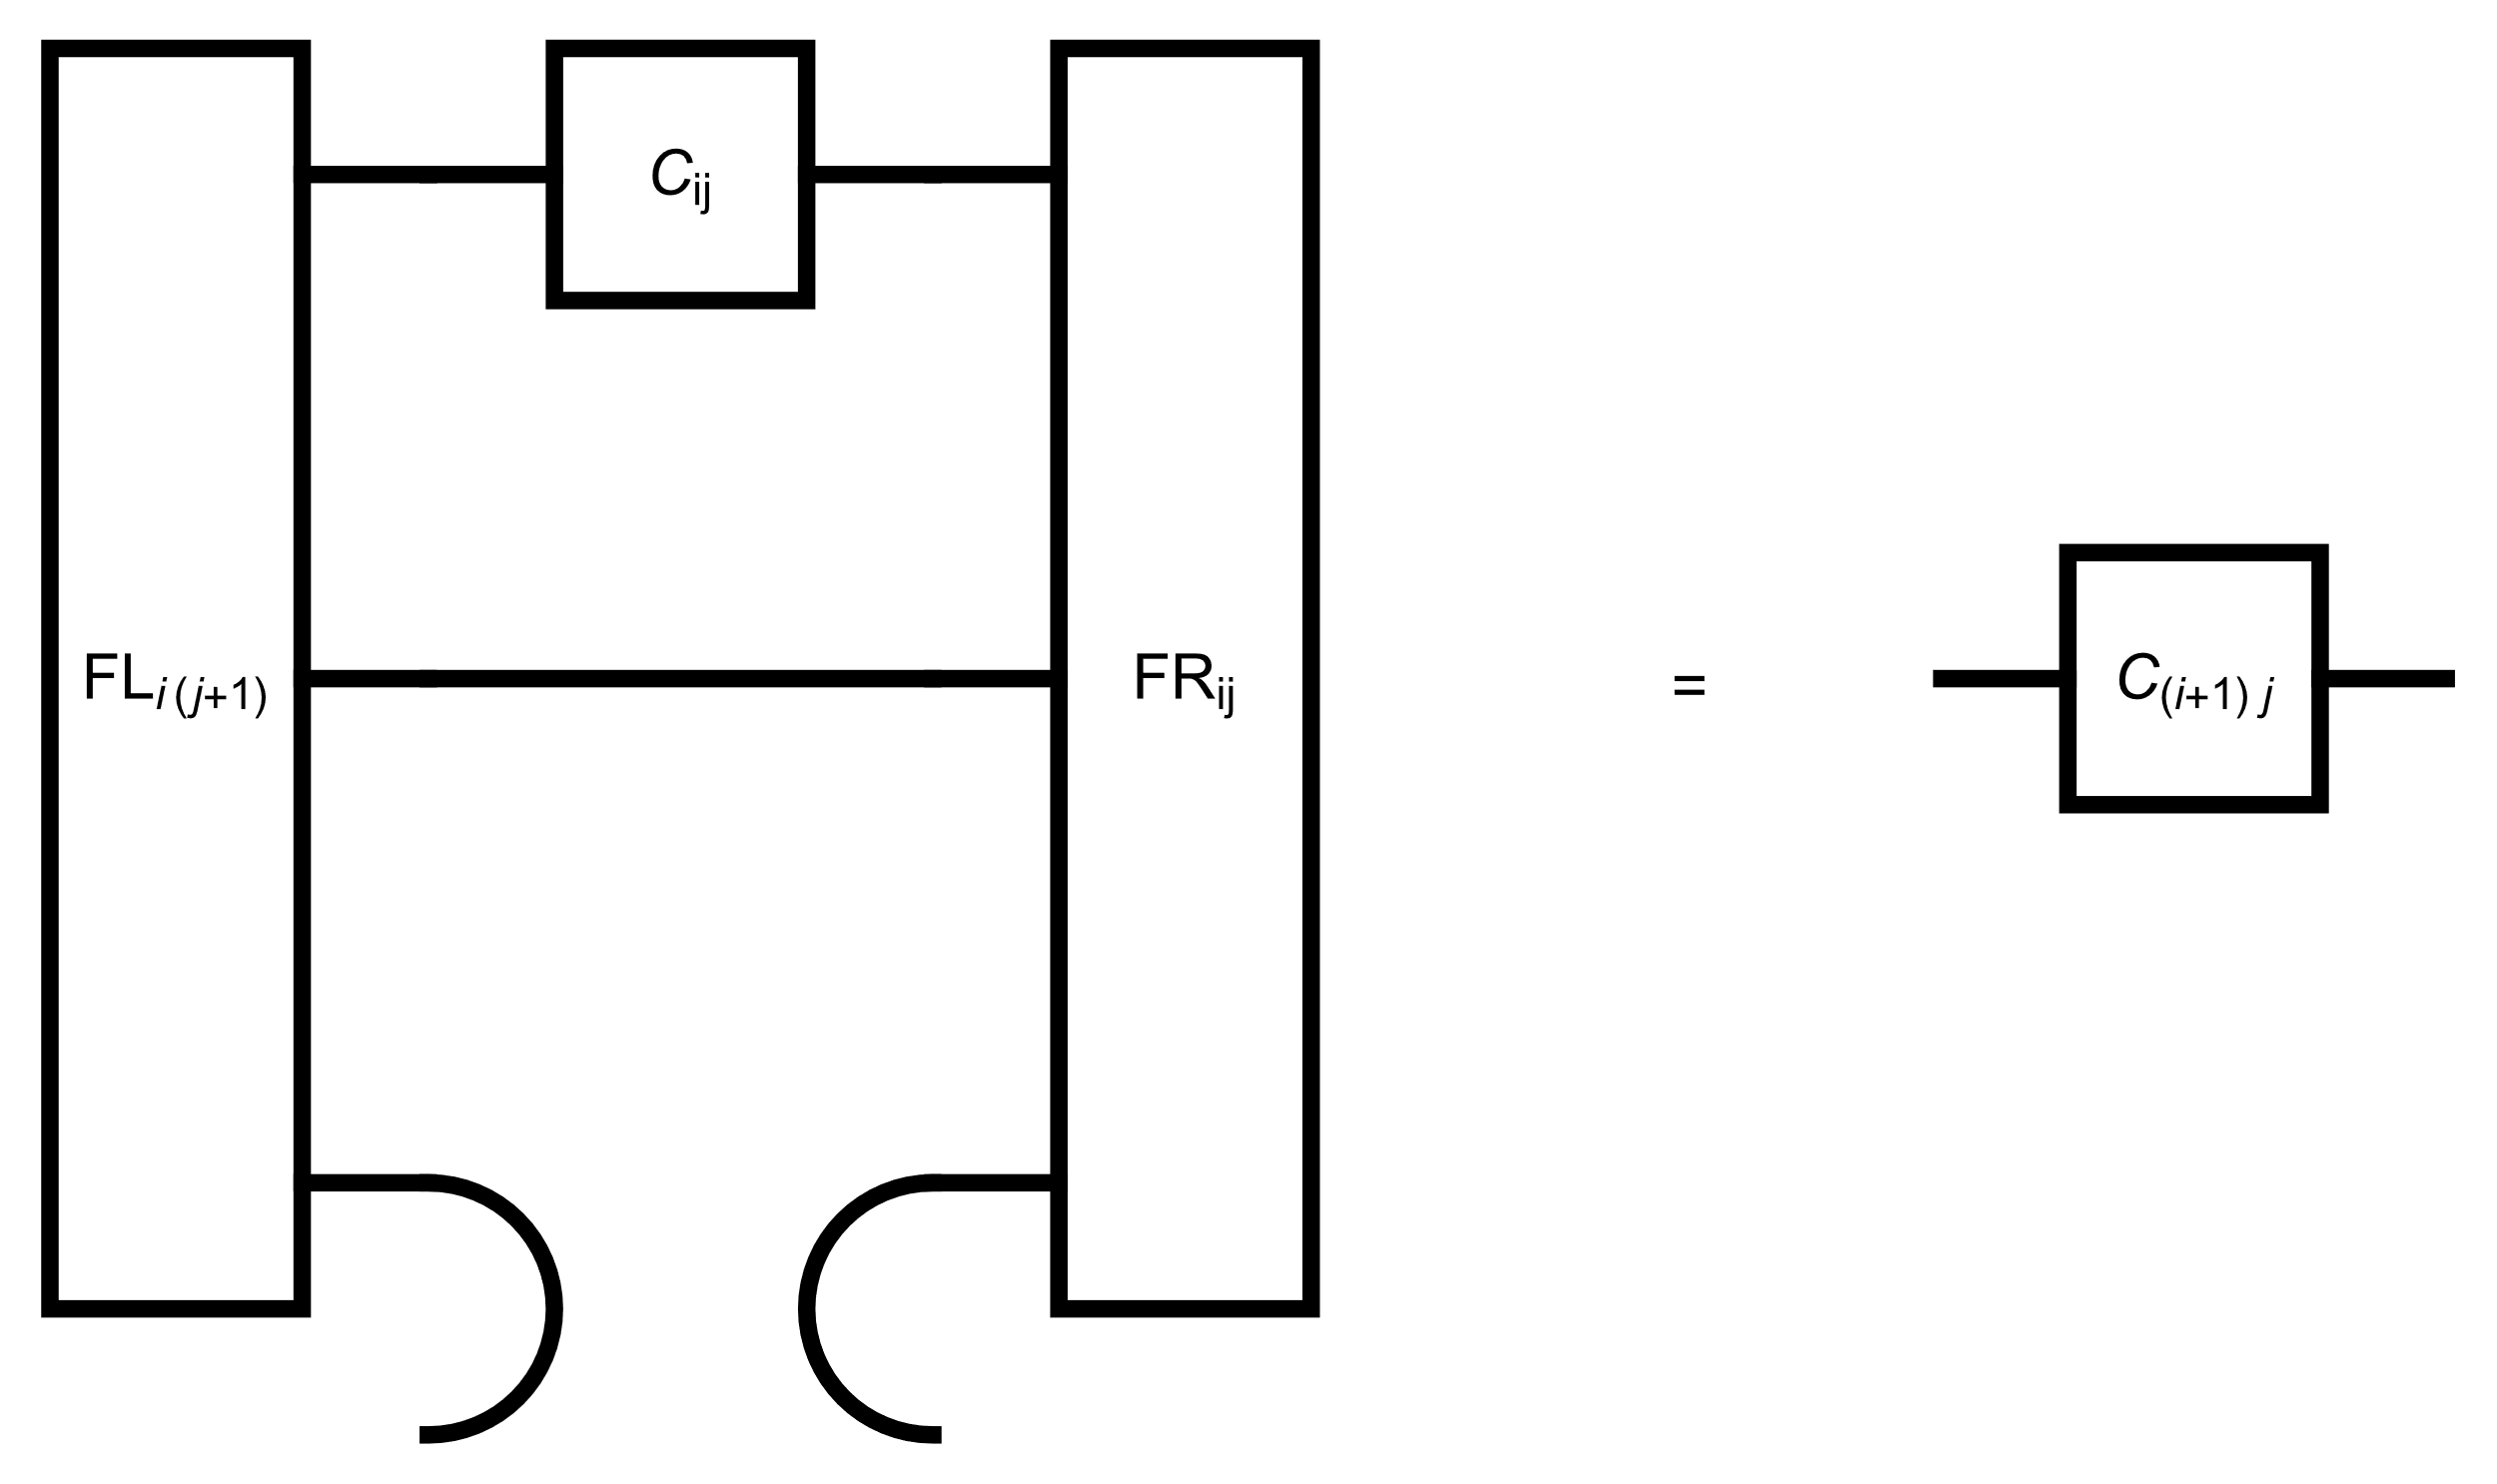 C_ij
FL_i (j+1)
FR_ij
=
C_(i+1) j